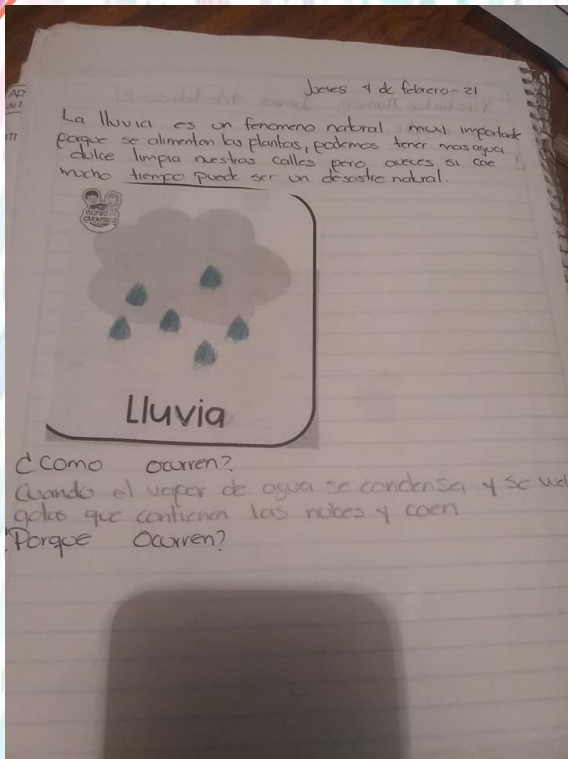 Jueves 4 de febrero-21
La lluvia es un fenomeno natural mui importante
porque se alimentan las plantas, podemos tener mas agua
dulce limpia nuestras calles pero aveces si cae
mucho tiempo puede ser un desastre natural.
MUNDO
Lluvia
¿Como ocurren?
Cuando el vapor de agua se condensa y se vuel
gotas que contienen las nubes y caen
¿Porque Ocurren?